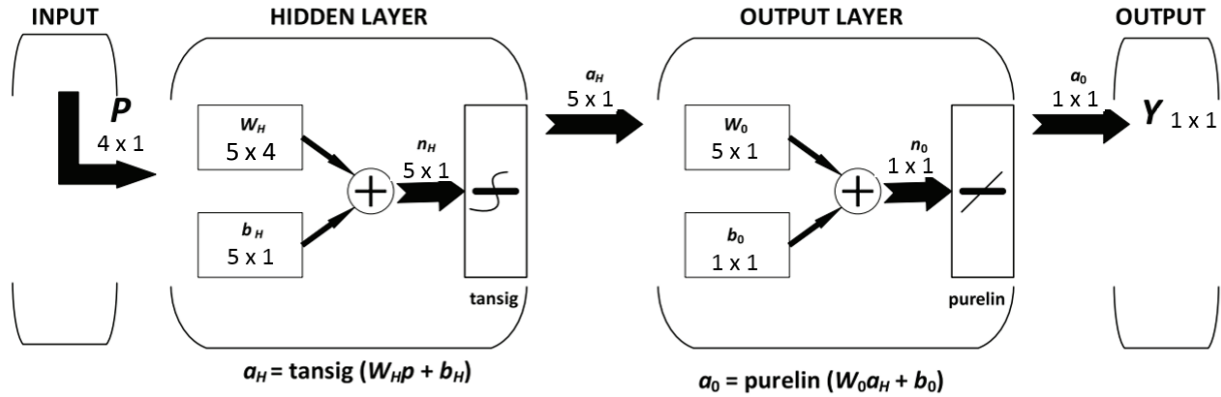 INPUT
HIDDEN LAYER
OUTPUT LAYER
OUTPUT
P
4 x 1
W_H
5 x 4
b_H
5 x 1
n_H
5 x 1
tansig
a_H
5 x 1
W_0
5 x 1
b_0
1 x 1
n_0
1 x 1
purelin
a_0
1 x 1
Y 1 x 1
a_H = tansig (W_Hp + b_H)
a_0 = purelin (W_0a_H + b_0)